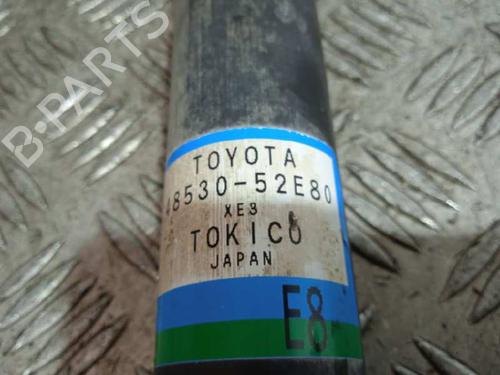 B-PARTS
TOYOTA
48530-52E80
XE3
TOKICO
JAPAN
E8